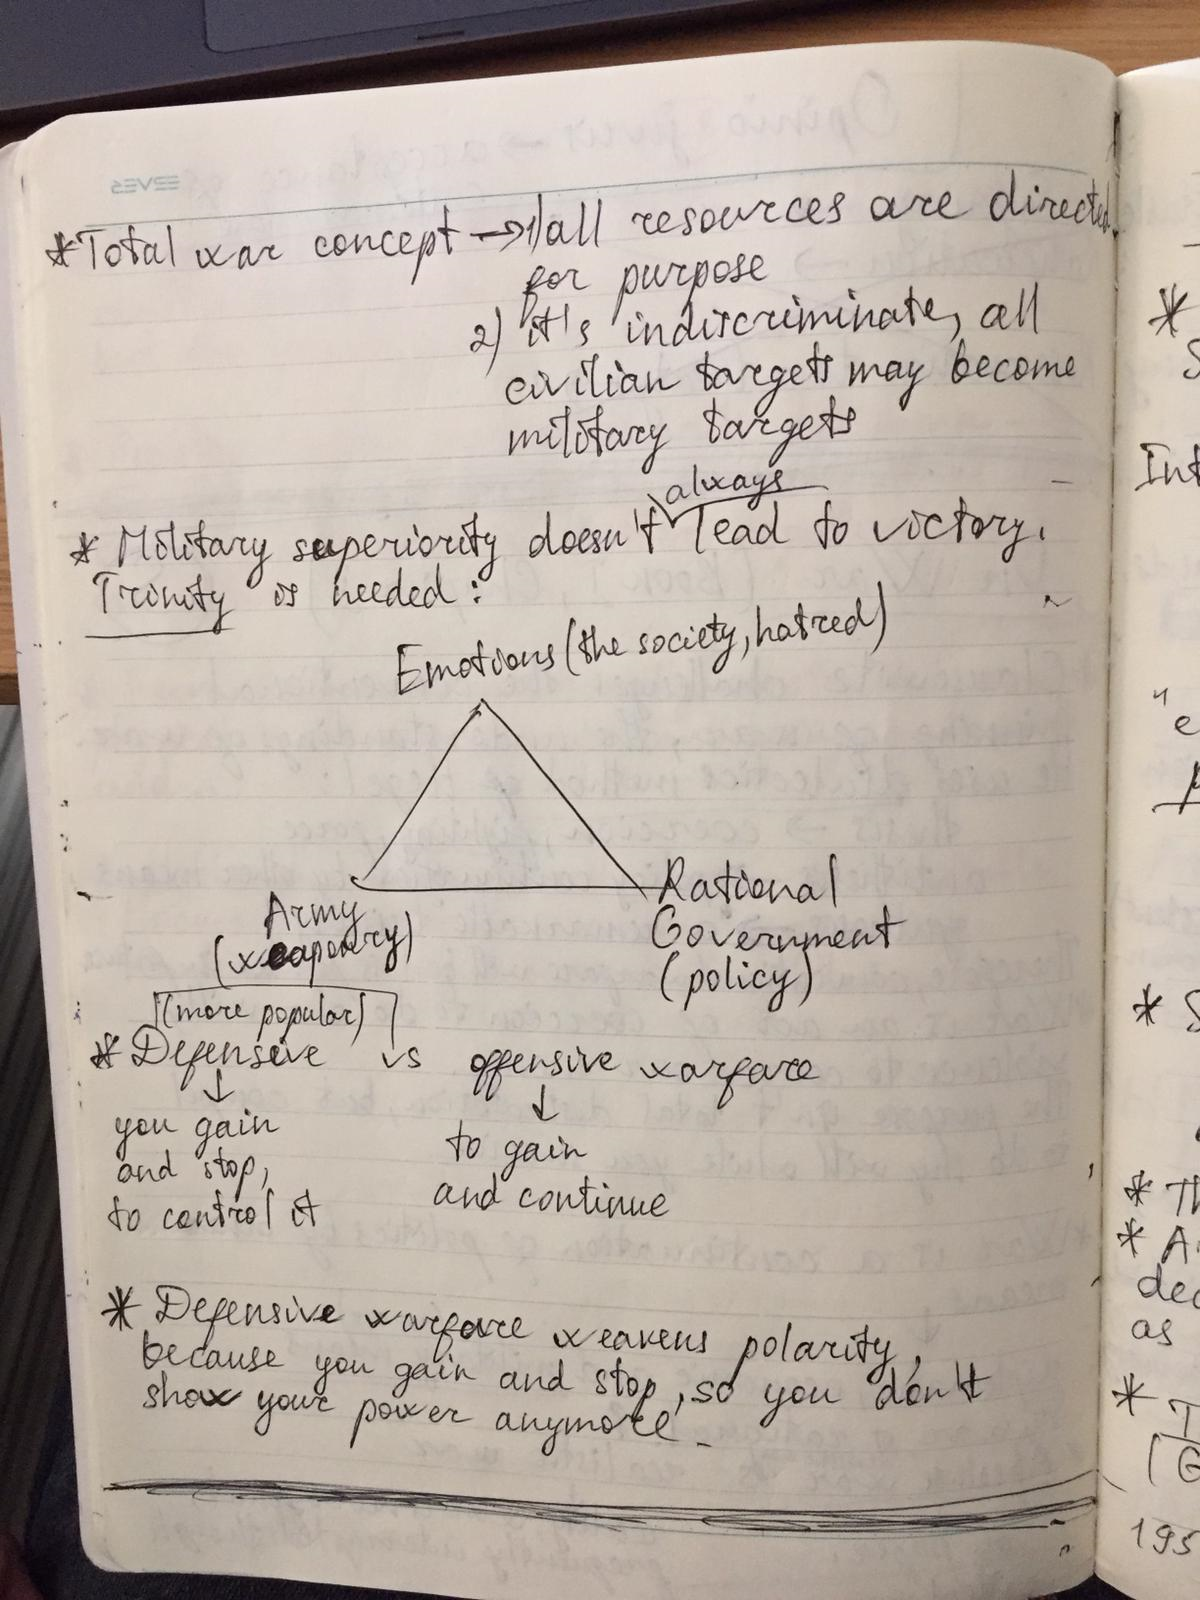 *Total war concept → 1) all resources are directed
for purpose
2) it's indiscriminate, all
civilian targets may become
military targets
always
* Military superiority doesn't lead to victory.
Trinity is needed:
Emotions (the society, hatred)
Army
(weaponry)
Rational
Government
(policy)
(more popular)
* Defensive vs offensive warfare
↓ ↓
you gain
and stop,
to control it
to gain
and continue
* Defensive warfare weakens polarity,
because you gain and stop, so you don't
show your power anymore.
*
Int
"e
*
* Th
* A
dec
as
*
195